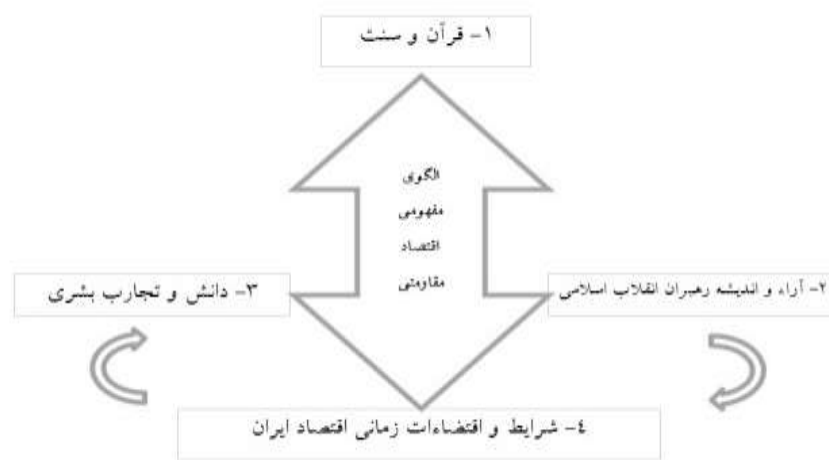 ۱- قرآن و سنت
الگوی
مفهومی
اقتصاد
مقاومتی
۲- آراء و اندیشه رهبران انقلاب اسلامی
۳- دانش و تجارب بشری
٤- شرایط و اقتضاءات زمانی اقتصاد ایران